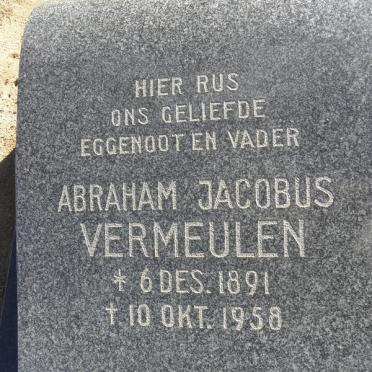 HIER RUS
ONS GELIEFDE
EGGENOOT EN VADER
ABRAHAM JACOBUS
VERMEULEN
* 6 DES. 1891
† 10 OKT. 1958